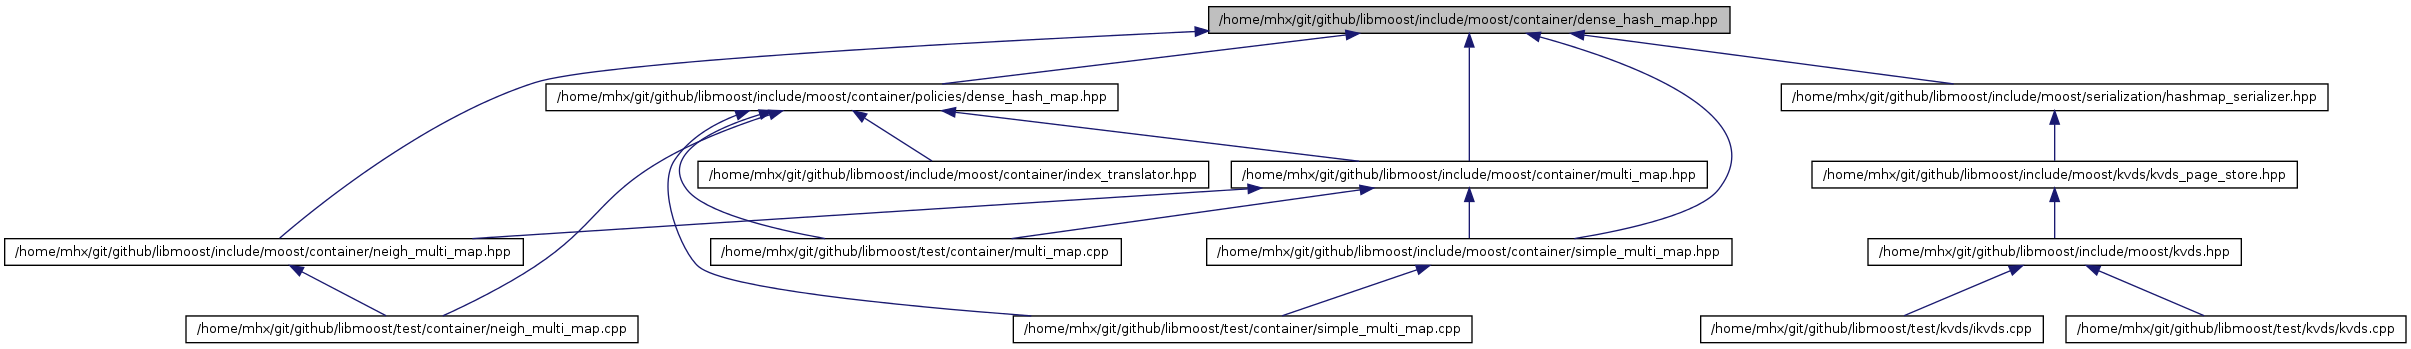 /home/mhx/git/github/libmoost/include/moost/container/dense_hash_map.hpp
/home/mhx/git/github/libmoost/include/moost/container/policies/dense_hash_map.hpp
/home/mhx/git/github/libmoost/include/moost/serialization/hashmap_serializer.hpp
/home/mhx/git/github/libmoost/include/moost/container/index_translator.hpp
/home/mhx/git/github/libmoost/include/moost/container/multi_map.hpp
/home/mhx/git/github/libmoost/include/moost/kvds/kvds_page_store.hpp
/home/mhx/git/github/libmoost/include/moost/container/neigh_multi_map.hpp
/home/mhx/git/github/libmoost/test/container/multi_map.cpp
/home/mhx/git/github/libmoost/include/moost/container/simple_multi_map.hpp
/home/mhx/git/github/libmoost/include/moost/kvds.hpp
/home/mhx/git/github/libmoost/test/container/neigh_multi_map.cpp
/home/mhx/git/github/libmoost/test/container/simple_multi_map.cpp
/home/mhx/git/github/libmoost/test/kvds/ikvds.cpp
/home/mhx/git/github/libmoost/test/kvds/kvds.cpp